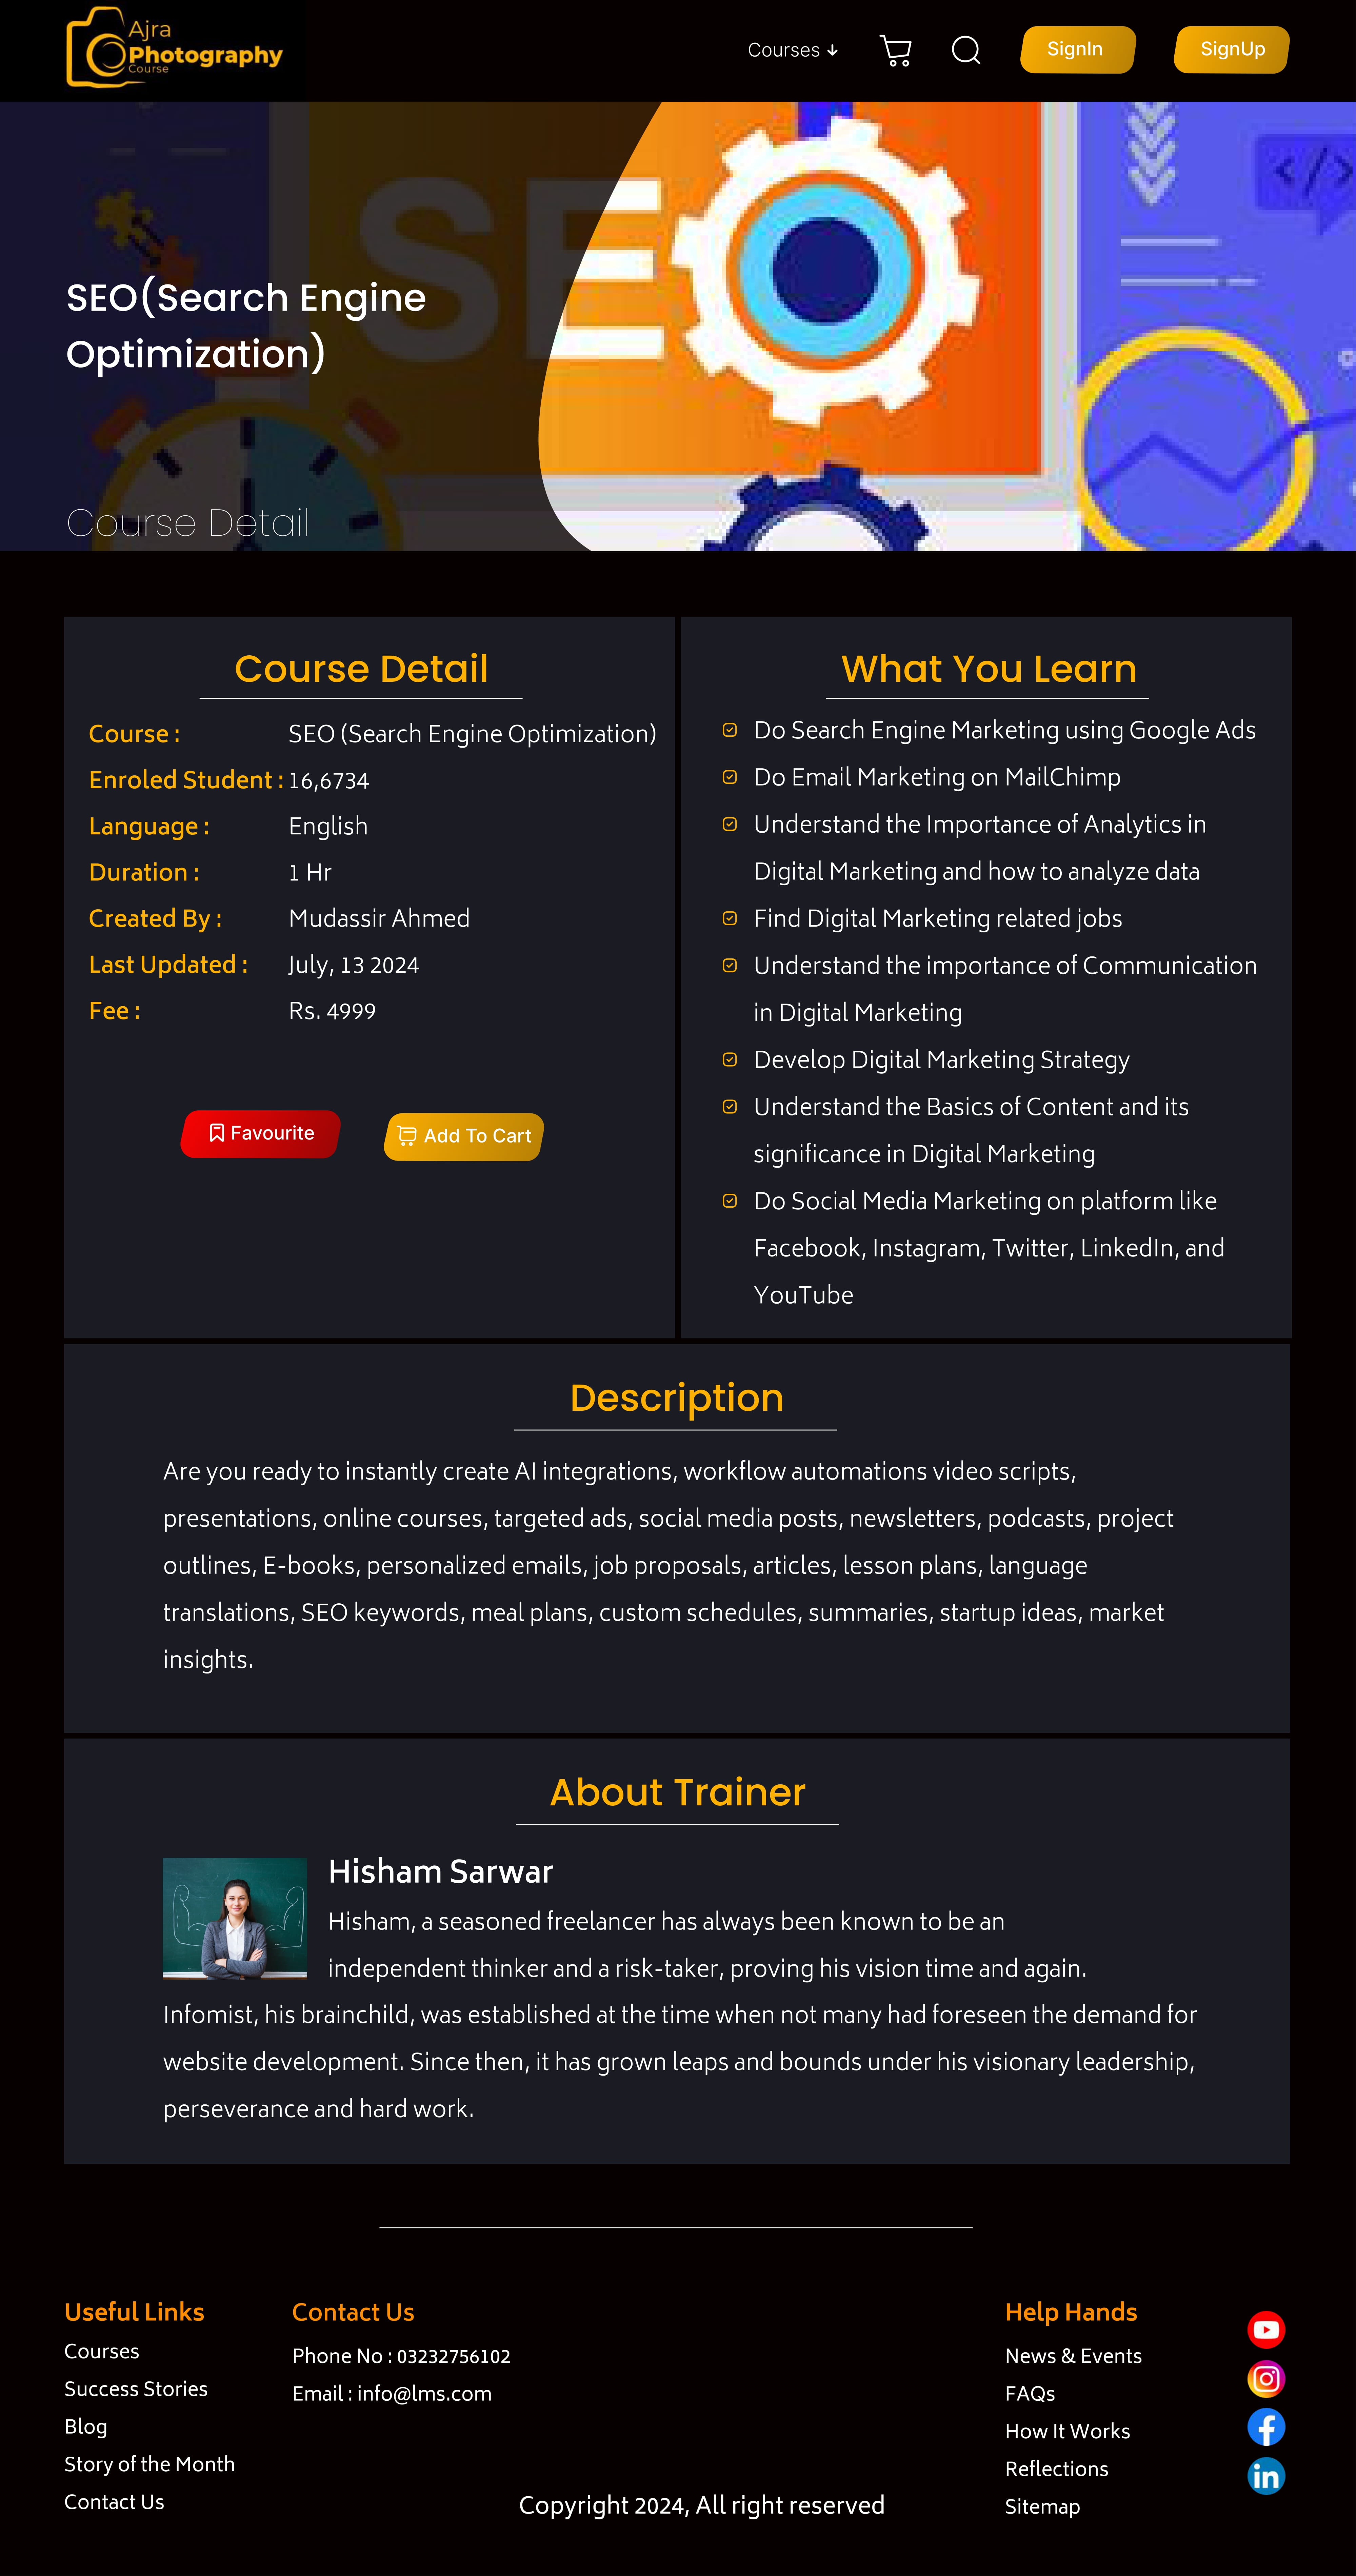 Ajra
Photography
Course
Courses
SignIn
SignUp
SE
</>
SEO(Search Engine
Optimization)
Course Detail
Course Detail
Course : SEO (Search Engine Optimization)
Enroled Student : 16,6734
Language : English
Duration : 1 Hr
Created By : Mudassir Ahmed
Last Updated : July, 13 2024
Fee : Rs. 4999
Favourite
Add To Cart
What You Learn
Do Search Engine Marketing using Google Ads
Do Email Marketing on MailChimp
Understand the Importance of Analytics in
Digital Marketing and how to analyze data
Find Digital Marketing related jobs
Understand the importance of Communication
in Digital Marketing
Develop Digital Marketing Strategy
Understand the Basics of Content and its
significance in Digital Marketing
Do Social Media Marketing on platform like
Facebook, Instagram, Twitter, LinkedIn, and
YouTube
Description
Are you ready to instantly create AI integrations, workflow automations video scripts,
presentations, online courses, targeted ads, social media posts, newsletters, podcasts, project
outlines, E-books, personalized emails, job proposals, articles, lesson plans, language
translations, SEO keywords, meal plans, custom schedules, summaries, startup ideas, market
insights.
About Trainer
Hisham Sarwar
Hisham, a seasoned freelancer has always been known to be an
independent thinker and a risk-taker, proving his vision time and again.
Infomist, his brainchild, was established at the time when not many had foreseen the demand for
website development. Since then, it has grown leaps and bounds under his visionary leadership,
perseverance and hard work.
Useful Links
Courses
Success Stories
Blog
Story of the Month
Contact Us
Contact Us
Phone No : 03232756102
Email : info@lms.com
Copyright 2024, All right reserved
Help Hands
News & Events
FAQs
How It Works
Reflections
Sitemap
in